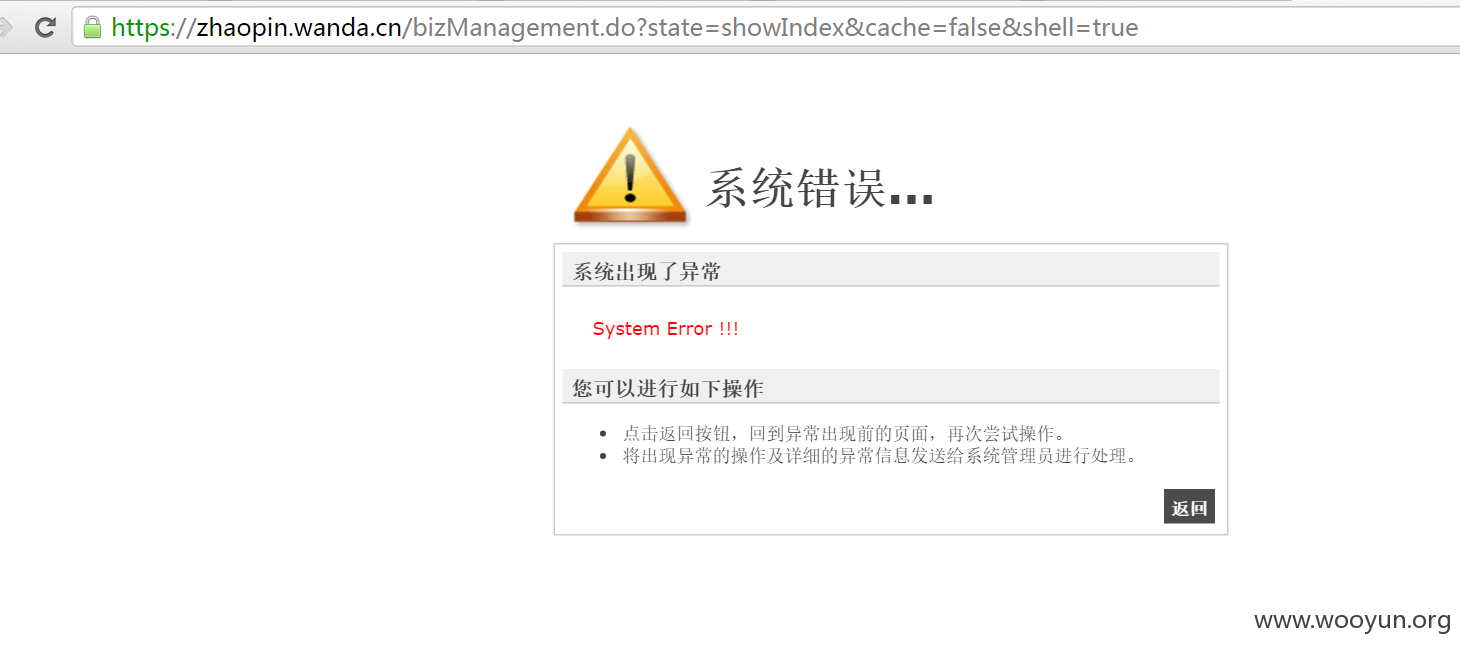 https://zhaopin.wanda.cn/bizManagement.do?state=showIndex&cache=false&shell=true
系统错误...
系统出现了异常
System Error !!!
您可以进行如下操作
点击返回按钮，回到异常出现前的页面，再次尝试操作。
将出现异常的操作及详细的异常信息发送给系统管理员进行处理。
返回
www.wooyun.org